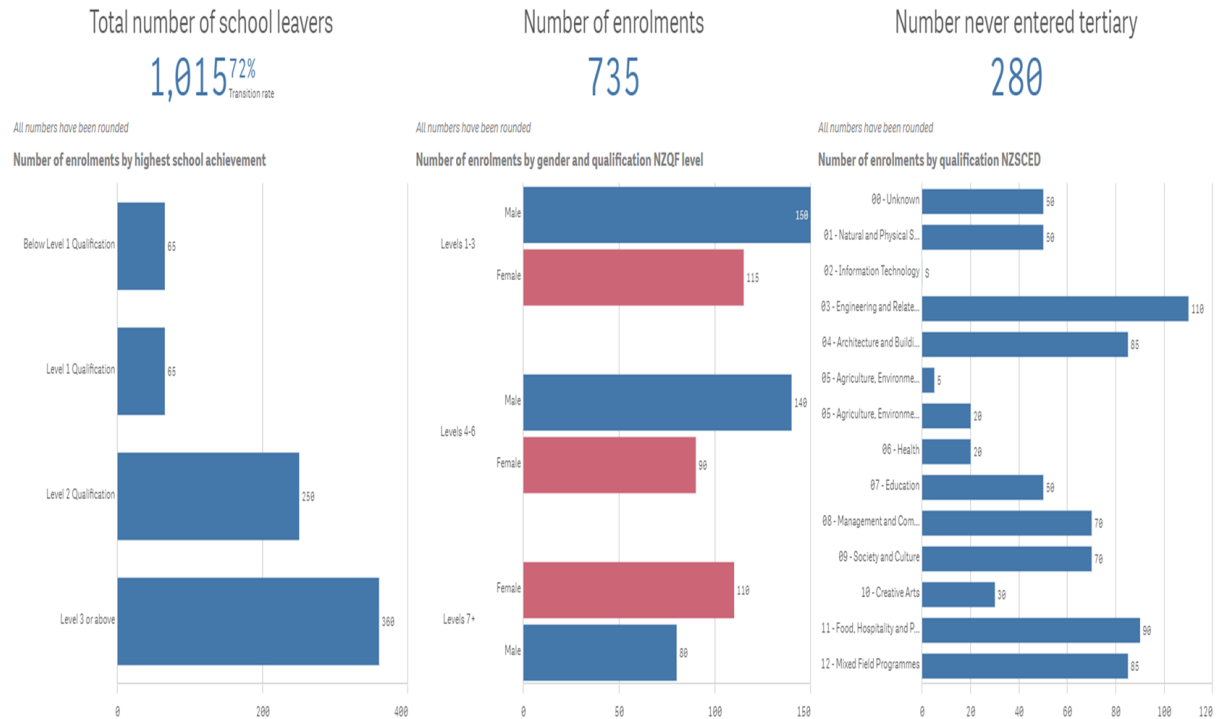 Total number of school leavers
1,015 72%
Transition rate
All numbers have been rounded
Number of enrolments by highest school achievement
Below Level 1 Qualification 65
Level 1 Qualification 65
Level 2 Qualification 250
Level 3 or above 360
0 200 400
Number of enrolments
735
All numbers have been rounded
Number of enrolments by gender and qualification NZQF level
Levels 1-3
Male 150
Female 115
Levels 4-6
Male 140
Female 90
Levels 7+
Female 110
Male 80
0 50 100 150
Number never entered tertiary
280
All numbers have been rounded
Number of enrolments by qualification NZSCED
00 - Unknown 50
01 - Natural and Physical S... 50
02 - Information Technology S
03 - Engineering and Relate... 110
04 - Architecture and Buildi... 85
05 - Agriculture, Environme... 5
05 - Agriculture, Environme... 20
06 - Health 20
07 - Education 50
08 - Management and Com... 70
09 - Society and Culture 70
10 - Creative Arts 30
11 - Food, Hospitality and P... 90
12 - Mixed Field Programmes 85
0 20 40 60 80 100 120